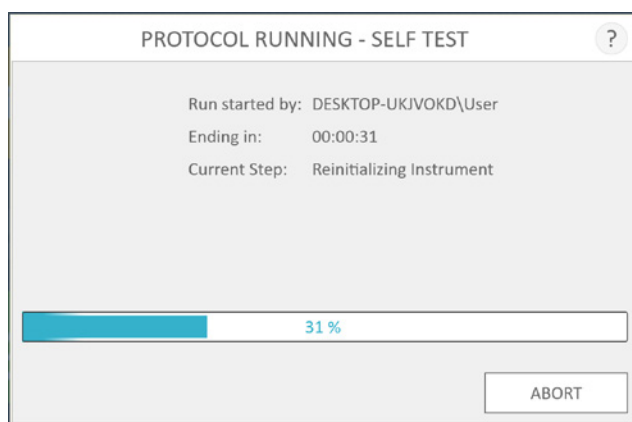 PROTOCOL RUNNING - SELF TEST
?
Run started by: DESKTOP-UKJVOKD\User
Ending in: 00:00:31
Current Step: Reinitializing Instrument
31 %
ABORT